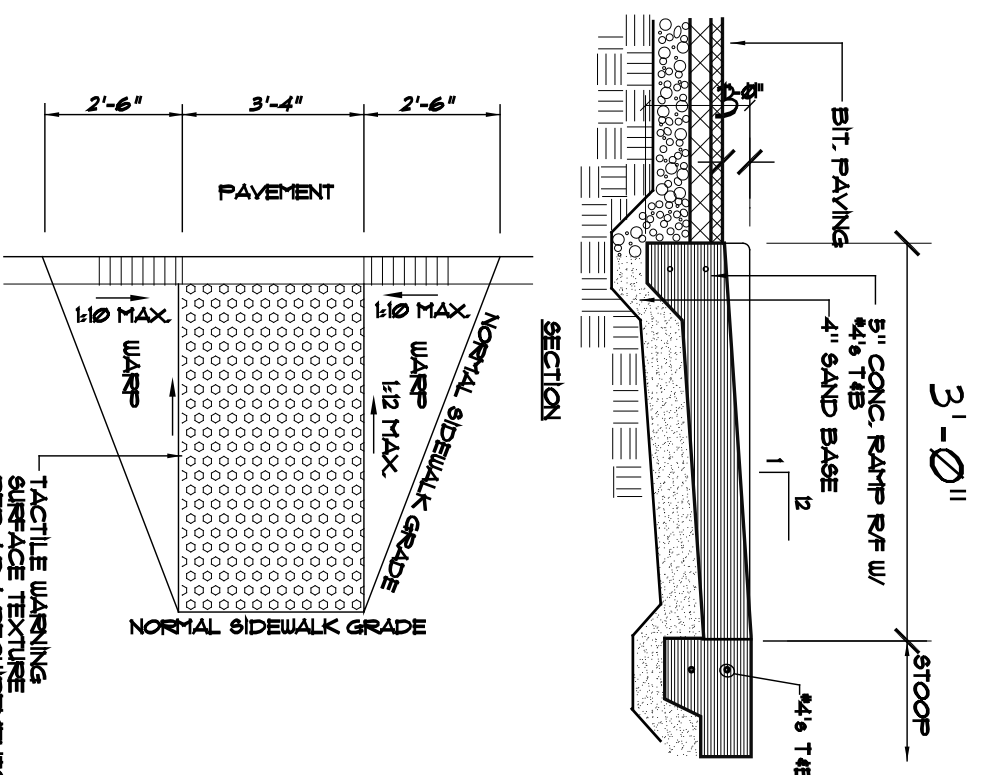 2'-6"
3'-4"
2'-6"
PAVEMENT
1:10 MAX.
1:10 MAX.
WARP
WARP
1:12 MAX.
NORMAL SIDEWALK GRADE
NORMAL SIDEWALK GRADE
TACTILE WARNING
SURFACE TEXTURE
SECTION
BIT. PAVING
5" CONC. RAMP R/F W/
#4's T&B
4" SAND BASE
1
12
3'-0"
STOOP
#4's T&B